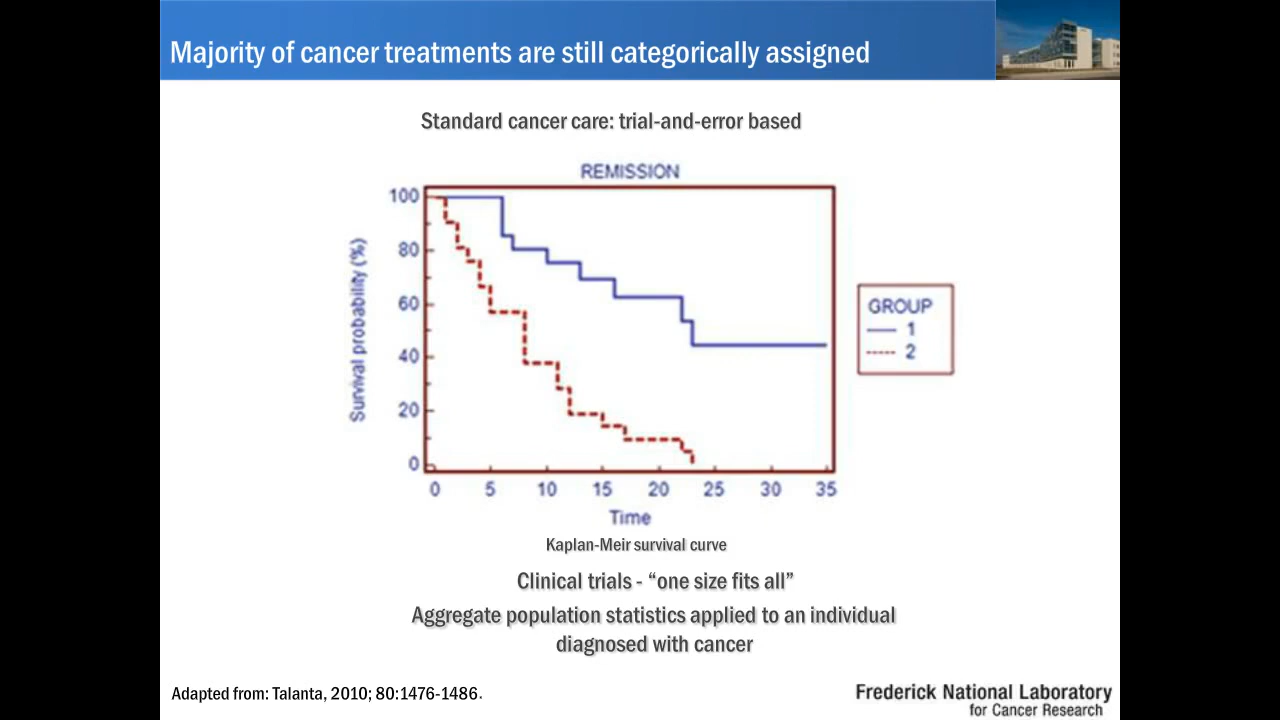 Majority of cancer treatments are still categorically assigned
Standard cancer care: trial-and-error based
REMISSION
Survival probability (%)
100
80
60
40
20
0
0 5 10 15 20 25 30 35
Time
GROUP
1
2
Kaplan-Meir survival curve
Clinical trials - “one size fits all”
Aggregate population statistics applied to an individual
diagnosed with cancer
Adapted from: Talanta, 2010; 80:1476-1486.
Frederick National Laboratory
for Cancer Research